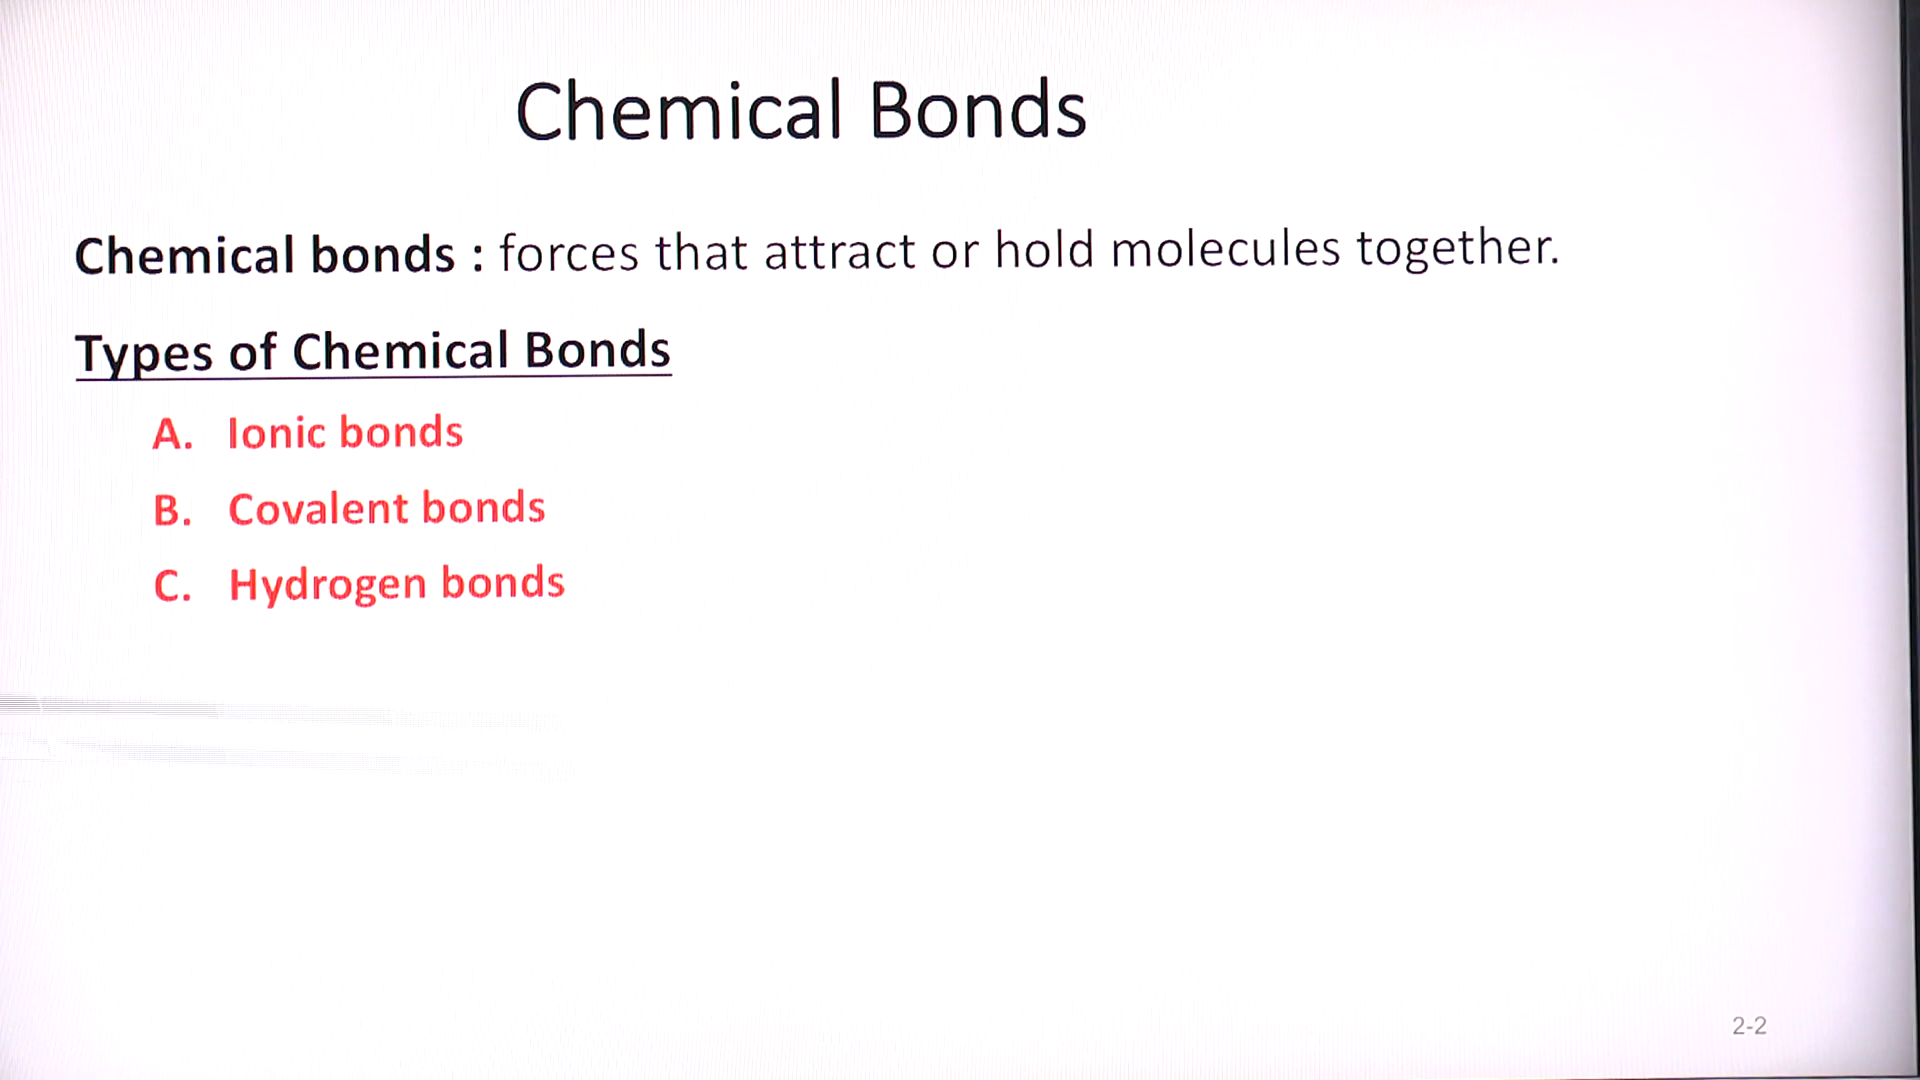 Chemical Bonds
Chemical bonds : forces that attract or hold molecules together.
Types of Chemical Bonds
A. Ionic bonds
B. Covalent bonds
C. Hydrogen bonds
2-2